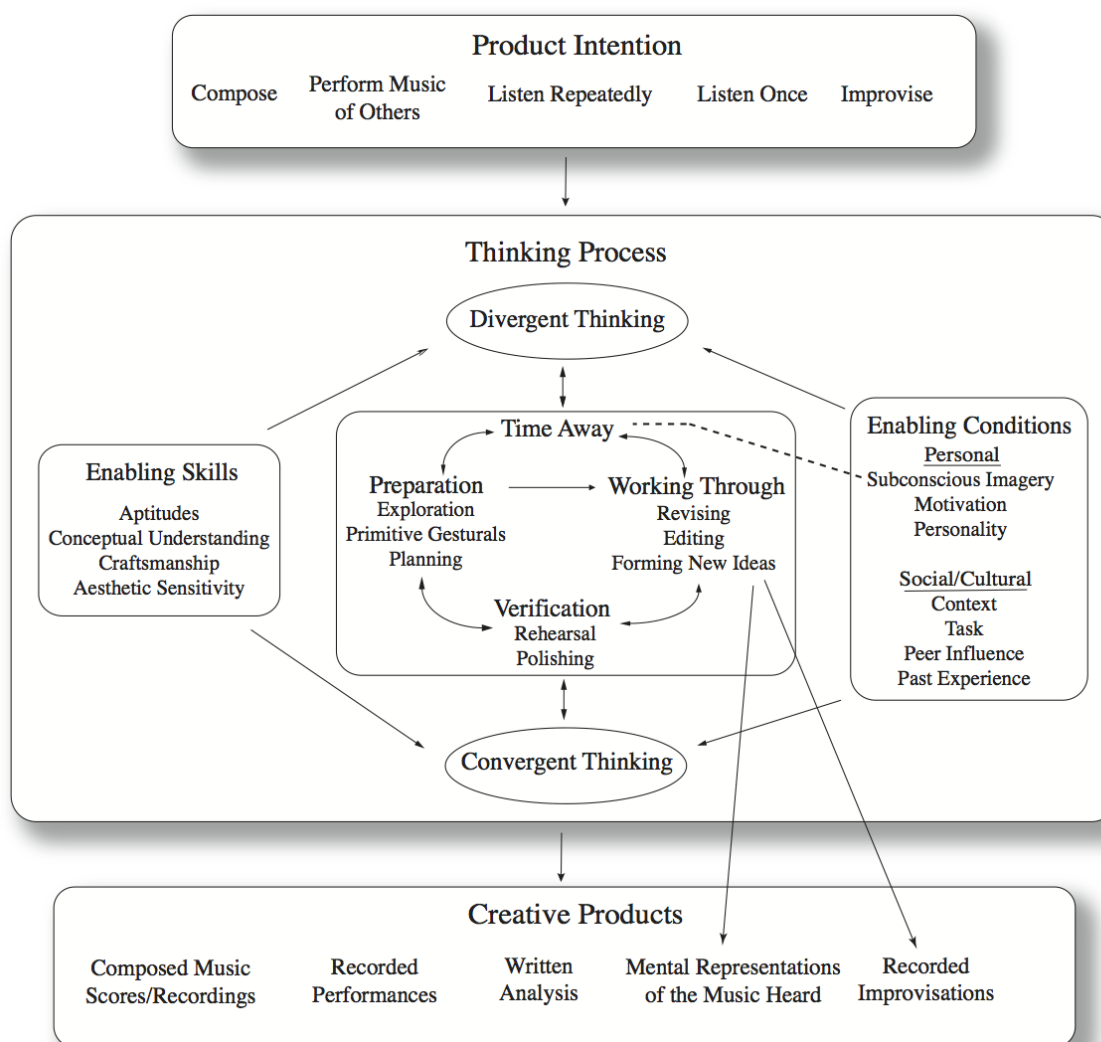 Product Intention
Compose
Perform Music
of Others
Listen Repeatedly
Listen Once
Improvise
Thinking Process
Divergent Thinking
Enabling Skills
Aptitudes
Conceptual Understanding
Craftsmanship
Aesthetic Sensitivity
Time Away
Preparation
Exploration
Primitive Gesturals
Planning
Working Through
Revising
Editing
Forming New Ideas
Verification
Rehearsal
Polishing
Enabling Conditions
Personal
Subconscious Imagery
Motivation
Personality
Social/Cultural
Context
Task
Peer Influence
Past Experience
Convergent Thinking
Creative Products
Composed Music
Scores/Recordings
Recorded
Performances
Written
Analysis
Mental Representations
of the Music Heard
Recorded
Improvisations